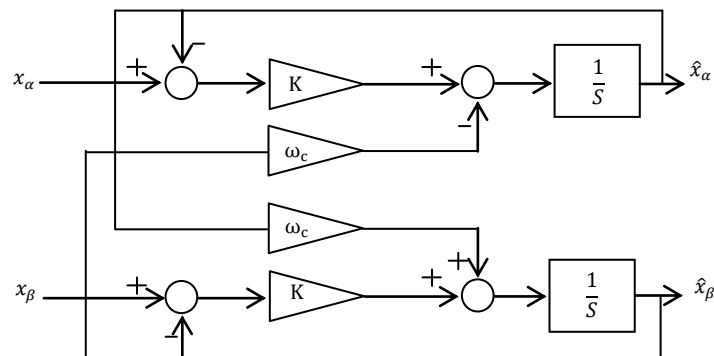 −
x_α + K + 1/S x̂_α
−
ω_c
ω_c
+
x_β + K + 1/S x̂_β
−